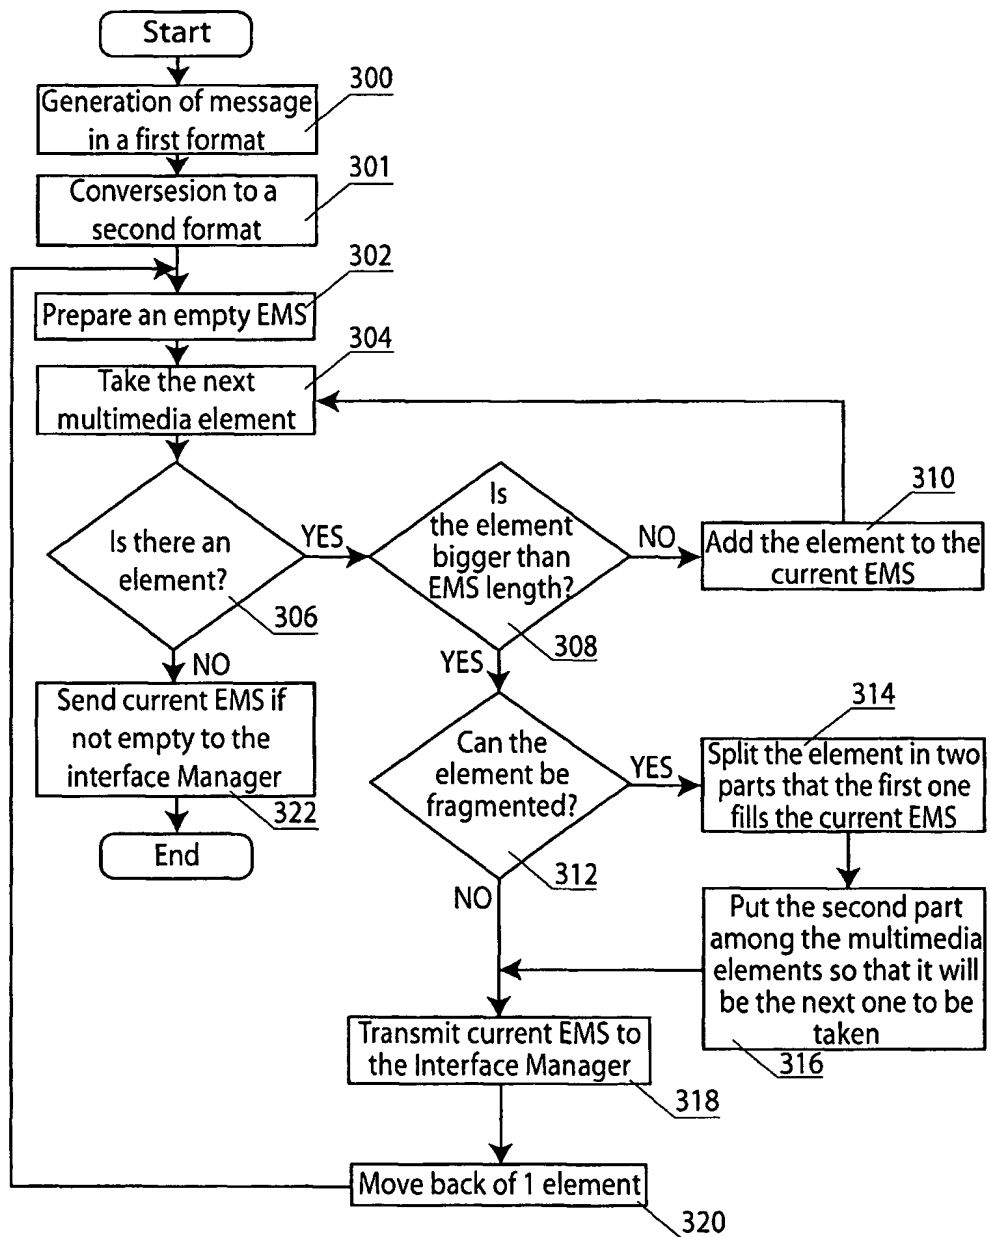 Start
300
Generation of message
in a first format
301
Conversesion to a
second format
302
Prepare an empty EMS
304
Take the next
multimedia element
Is there an
element?
306
YES
Is
the element
bigger than
EMS length?
308
NO
310
Add the element to the
current EMS
NO
Send current EMS if
not empty to the
interface Manager
322
End
YES
Can the
element be
fragmented?
312
YES
314
Split the element in two
parts that the first one
fills the current EMS
Put the second part
among the multimedia
elements so that it will
be the next one to be
taken
316
NO
Transmit current EMS to
the Interface Manager
318
Move back of 1 element
320